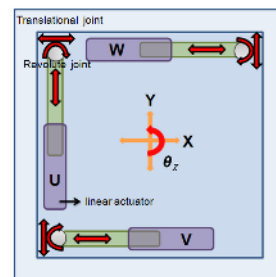 Translational joint
W
Revolute joint
Y
X
θz
U
linear actuator
V